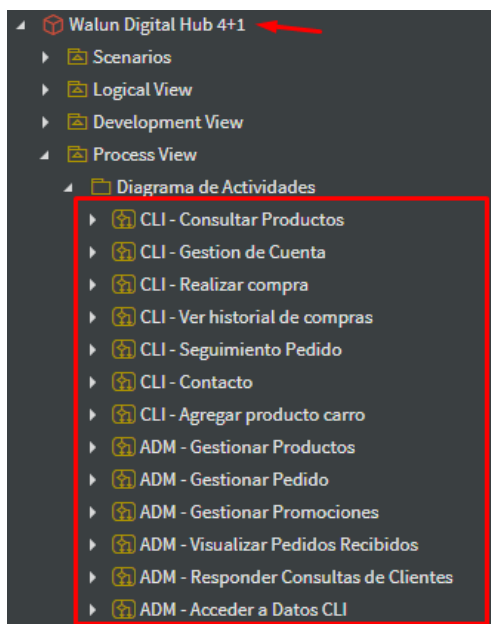 Walun Digital Hub 4+1
Scenarios
Logical View
Development View
Process View
Diagrama de Actividades
CLI - Consultar Productos
CLI - Gestion de Cuenta
CLI - Realizar compra
CLI - Ver historial de compras
CLI - Seguimiento Pedido
CLI - Contacto
CLI - Agregar producto carro
ADM - Gestionar Productos
ADM - Gestionar Pedido
ADM - Gestionar Promociones
ADM - Visualizar Pedidos Recibidos
ADM - Responder Consultas de Clientes
ADM - Acceder a Datos CLI